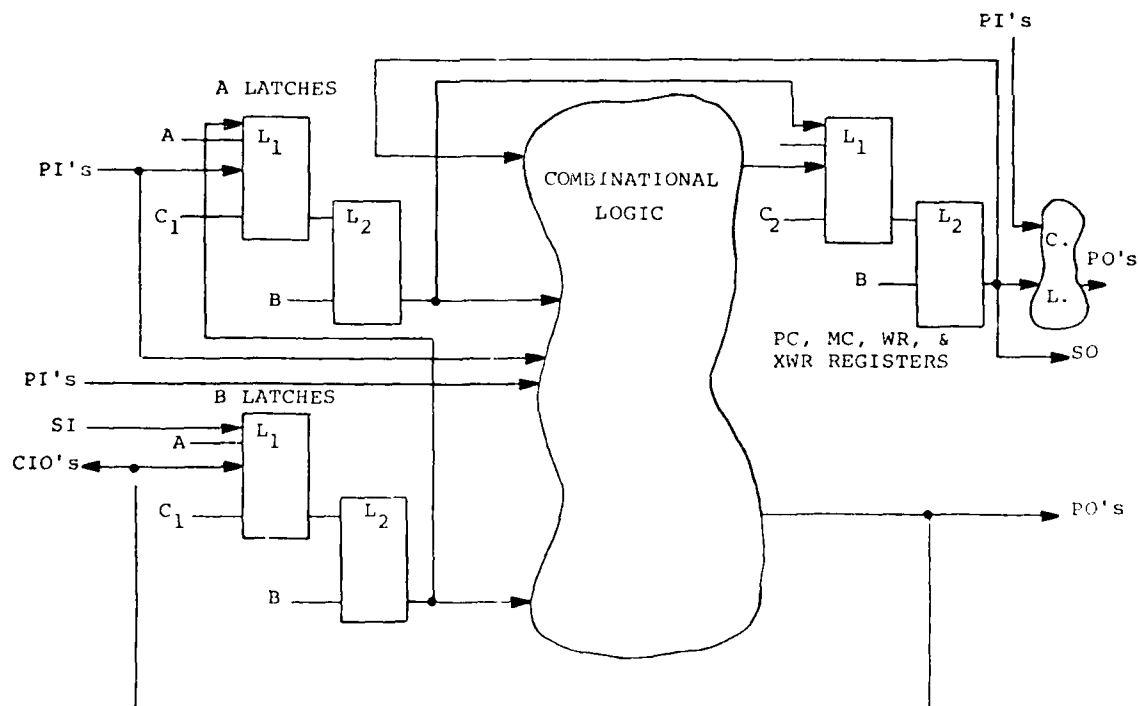 PI's
A LATCHES
A
L1
PI's
C1
L2
B
COMBINATIONAL
LOGIC
L1
C2
L2
B
C.
L.
PO's
PC, MC, WR, &
XWR REGISTERS
SO
PI's
B LATCHES
SI
A
L1
CIO's
C1
L2
B
PO's